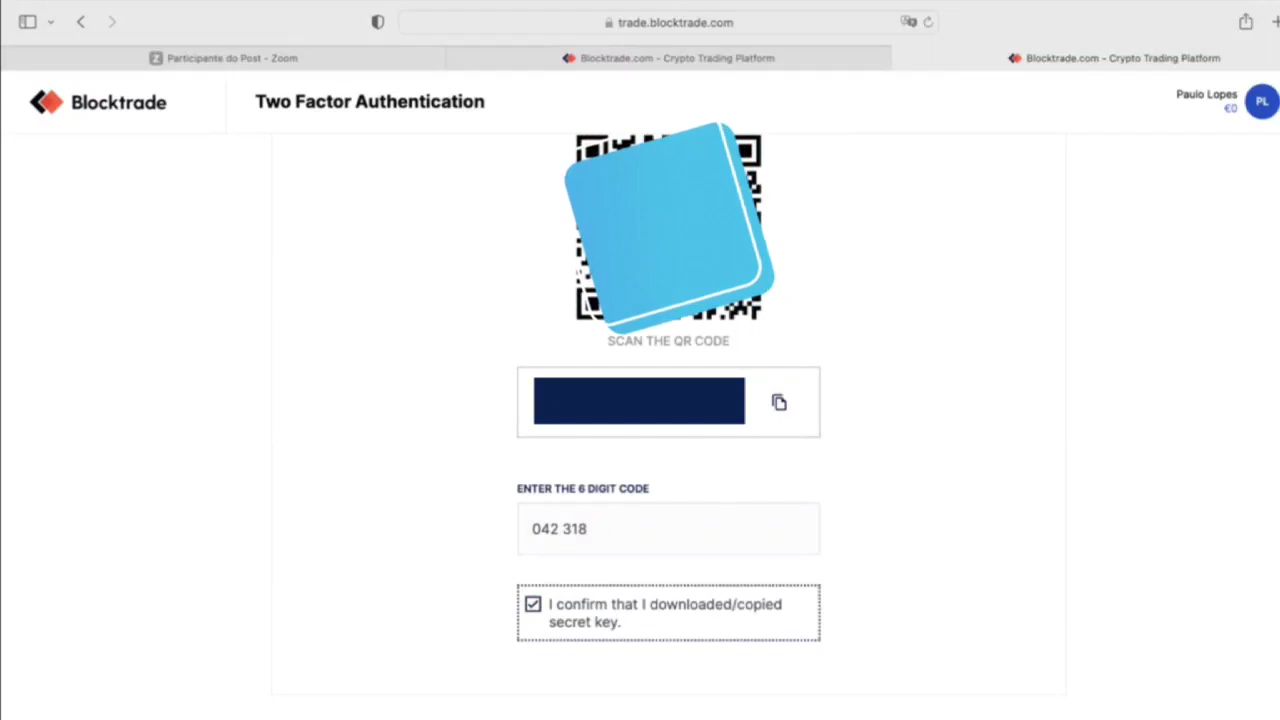 trade.blocktrade.com
Participante do Post - Zoom
Blocktrade.com - Crypto Trading Platform
Blocktrade.com - Crypto Trading Platform
Blocktrade
Two Factor Authentication
Paulo Lopes
€0
PL
SCAN THE QR CODE
ENTER THE 6 DIGIT CODE
042 318
I confirm that I downloaded/copied
secret key.